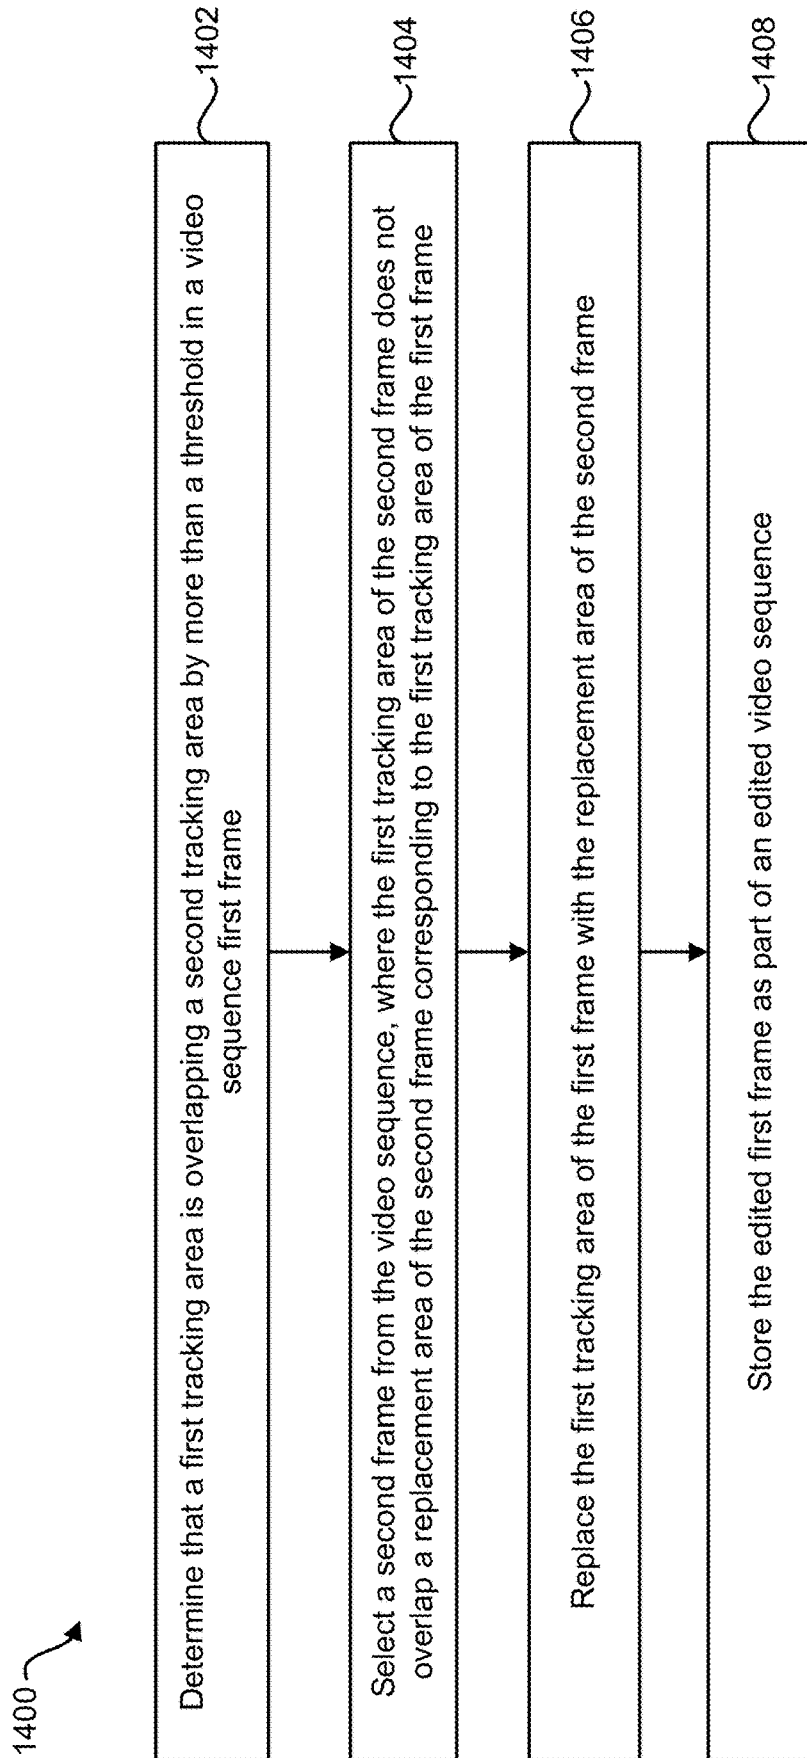 1400
Determine that a first tracking area is overlapping a second tracking area by more than a threshold in a video
sequence first frame
1402
Select a second frame from the video sequence, where the first tracking area of the second frame does not
overlap a replacement area of the second frame corresponding to the first tracking area of the first frame
1404
Replace the first tracking area of the first frame with the replacement area of the second frame
1406
Store the edited first frame as part of an edited video sequence
1408